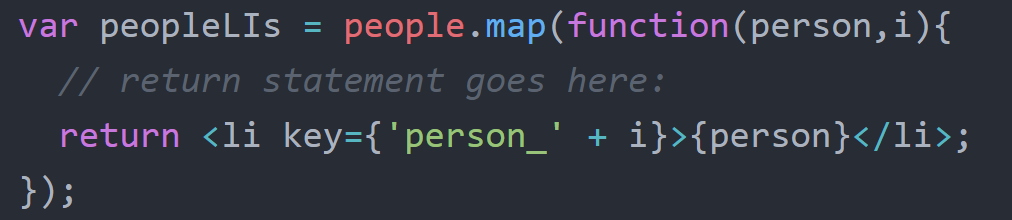 var peopleLIs = people.map(function(person,i){
  // return statement goes here:
  return <li key={'person_' + i}>{person}</li>;
});